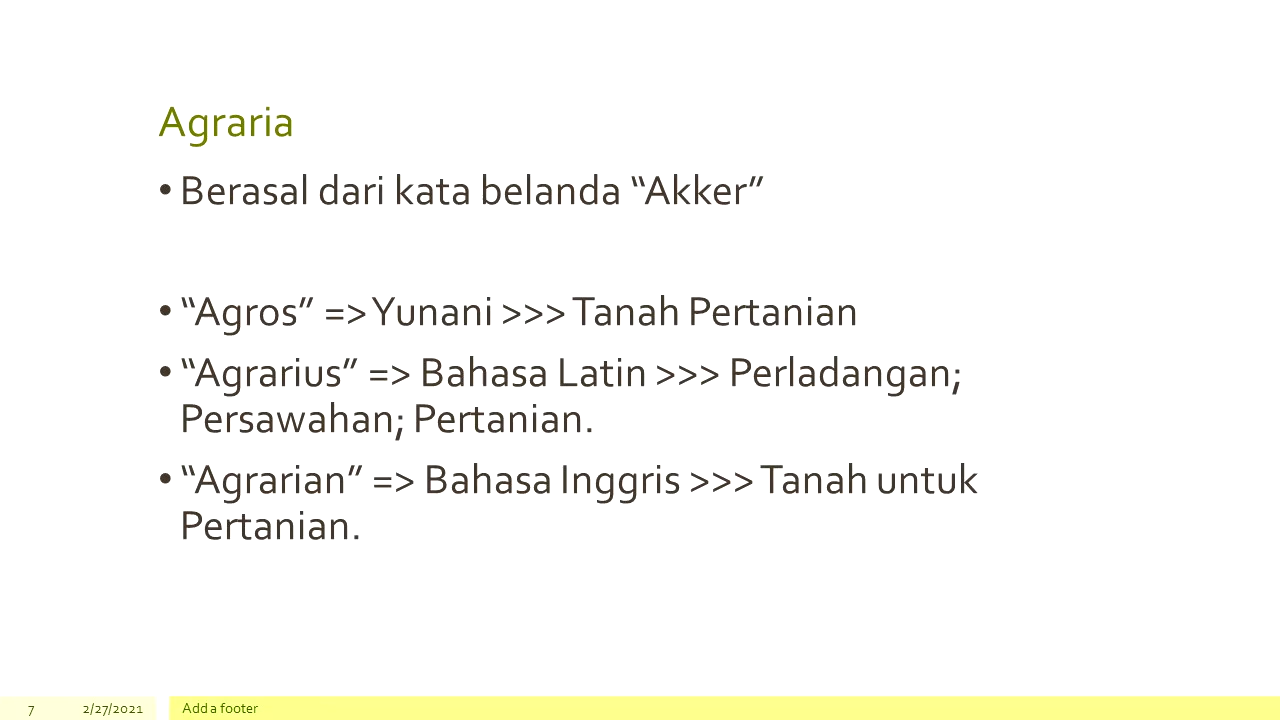 Agraria
• Berasal dari kata belanda “Akker”
• “Agros” => Yunani >>> Tanah Pertanian
• “Agrarius” => Bahasa Latin >>> Perladangan;
Persawahan; Pertanian.
• “Agrarian” => Bahasa Inggris >>> Tanah untuk
Pertanian.
7 2/27/2021 Add a footer